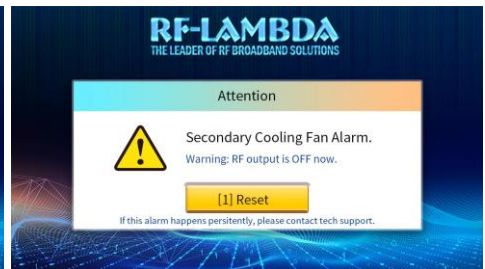 RF-LAMBDA
THE LEADER OF RF BROADBAND SOLUTIONS
Attention
Secondary Cooling Fan Alarm.
Warning: RF output is OFF now.
[1] Reset
If this alarm happens persitently, please contact tech support.